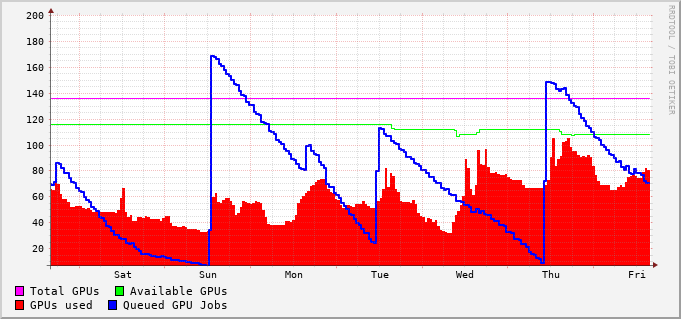 200
180
160
140
120
100
80
60
40
20
Sat Sun Mon Tue Wed Thu Fri
Total GPUs Available GPUs
GPUs used Queued GPU Jobs
RRDTOOL / TOBI OETIKER